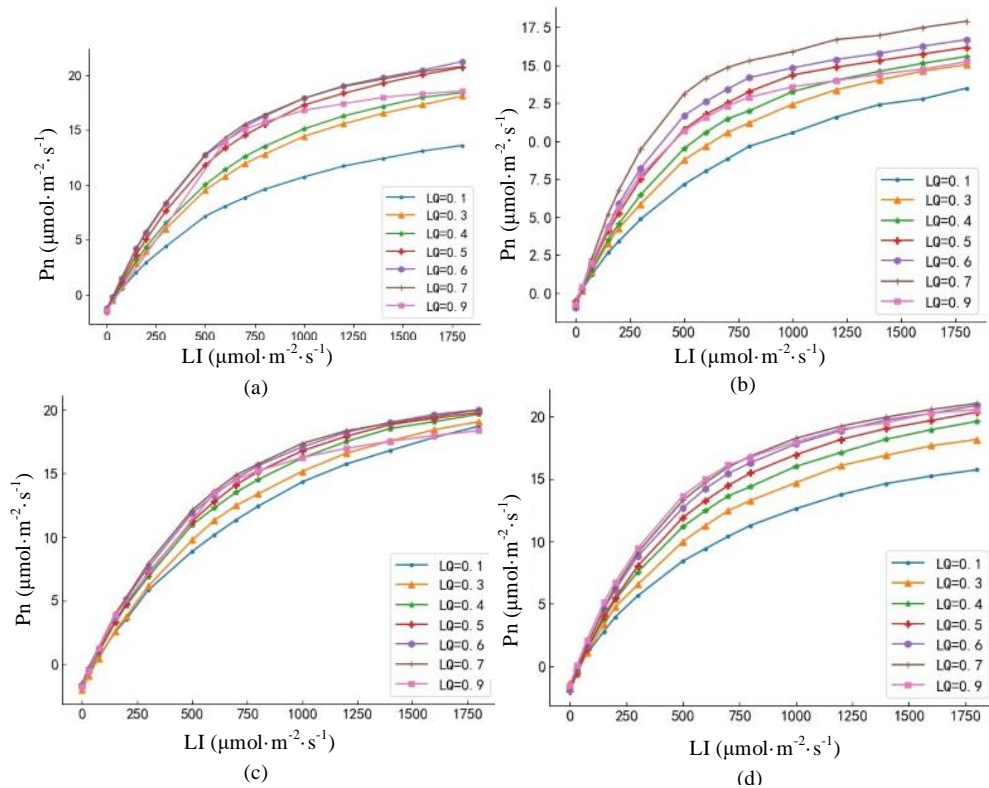 20
15
10
5
0
Pn (μmol·m⁻²·s⁻¹)
LQ=0.1
LQ=0.3
LQ=0.4
LQ=0.5
LQ=0.6
LQ=0.7
LQ=0.9
0 250 500 750 1000 1250 1500 1750
LI (μmol·m⁻²·s⁻¹)
(a)
17.5
15.0
2.5
0.0
7.5
5.0
2.5
0.0
Pn (μmol·m⁻²·s⁻¹)
LQ=0.1
LQ=0.3
LQ=0.4
LQ=0.5
LQ=0.6
LQ=0.7
LQ=0.9
0 250 500 750 1000 1250 1500 1750
LI (μmol·m⁻²·s⁻¹)
(b)
20
15
10
5
0
Pn (μmol·m⁻²·s⁻¹)
LQ=0.1
LQ=0.3
LQ=0.4
LQ=0.5
LQ=0.6
LQ=0.7
LQ=0.9
0 250 500 750 1000 1250 1500 1750
LI (μmol·m⁻²·s⁻¹)
(c)
20
15
10
5
0
Pn (μmol·m⁻²·s⁻¹)
LQ=0.1
LQ=0.3
LQ=0.4
LQ=0.5
LQ=0.6
LQ=0.7
LQ=0.9
0 250 500 750 1000 1250 1500 1750
LI (μmol·m⁻²·s⁻¹)
(d)